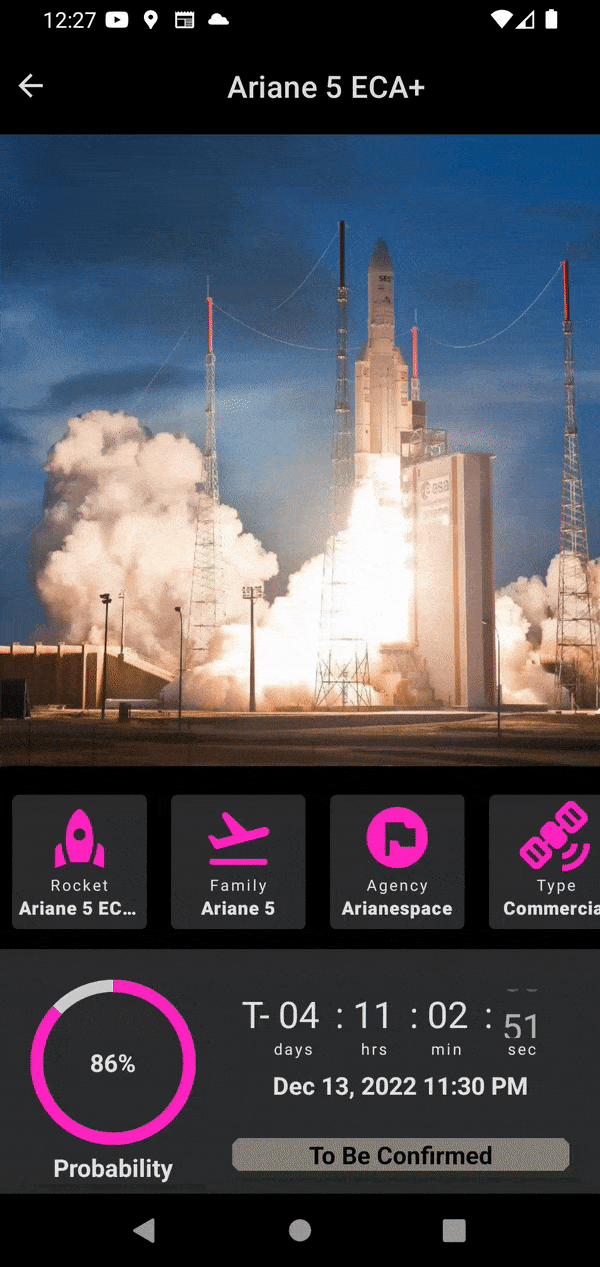 12:27
Ariane 5 ECA+
SES
esa
Rocket
Ariane 5 EC...
Family
Ariane 5
Agency
Arianespace
Type
Commercia
86%
Probability
T- 04 : 11 : 02 : 51
days hrs min sec
Dec 13, 2022 11:30 PM
To Be Confirmed